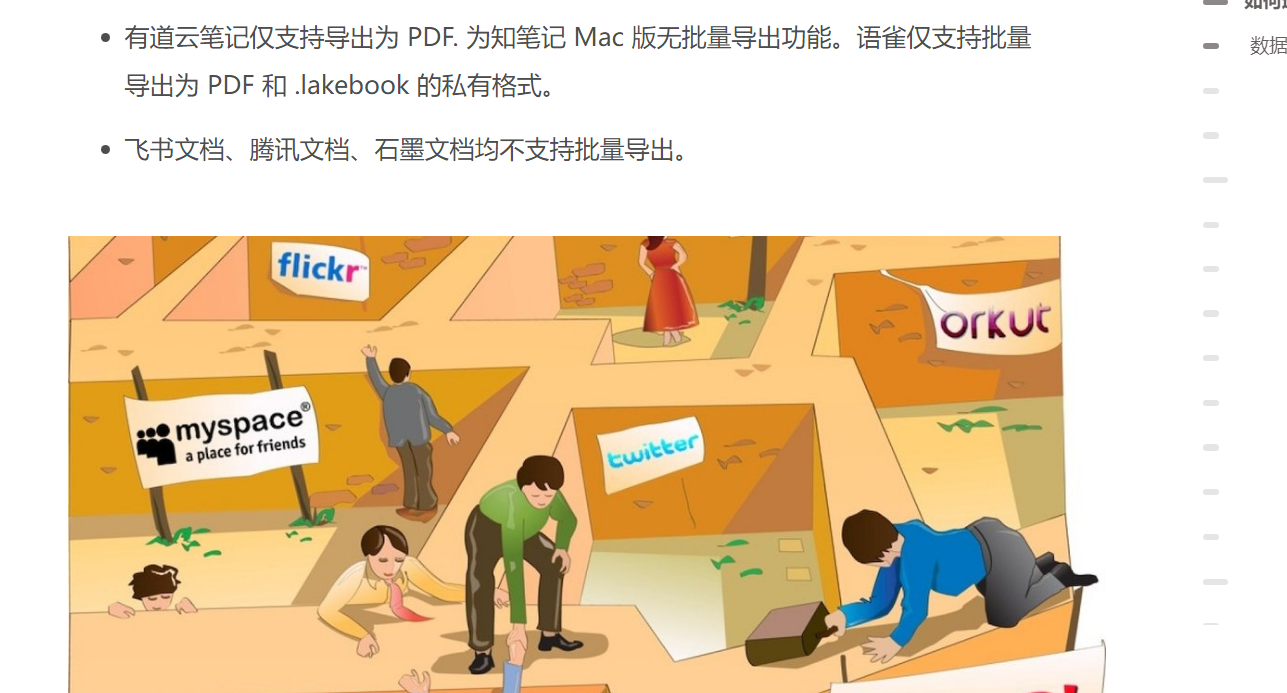 有道云笔记仅支持导出为 PDF. 为知笔记 Mac 版无批量导出功能。语雀仅支持批量
导出为 PDF 和 .lakebook 的私有格式。
飞书文档、腾讯文档、石墨文档均不支持批量导出。
数据
flickr™
orkut
myspace®
a place for friends
twitter